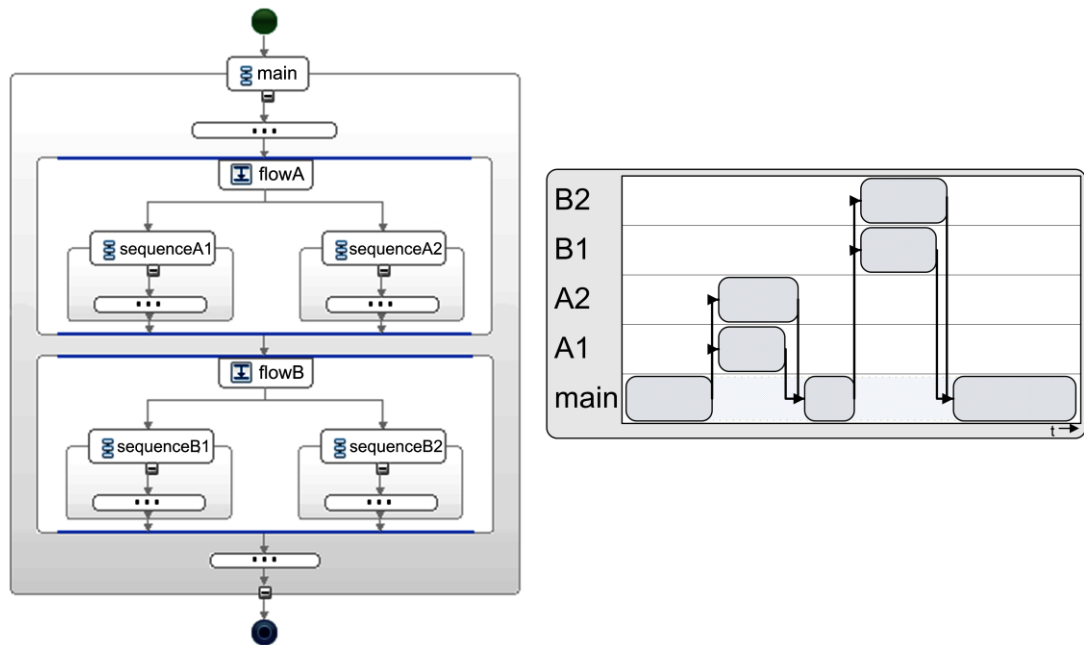 main
flowA
sequenceA1
sequenceA2
flowB
sequenceB1
sequenceB2
B2
B1
A2
A1
main
t